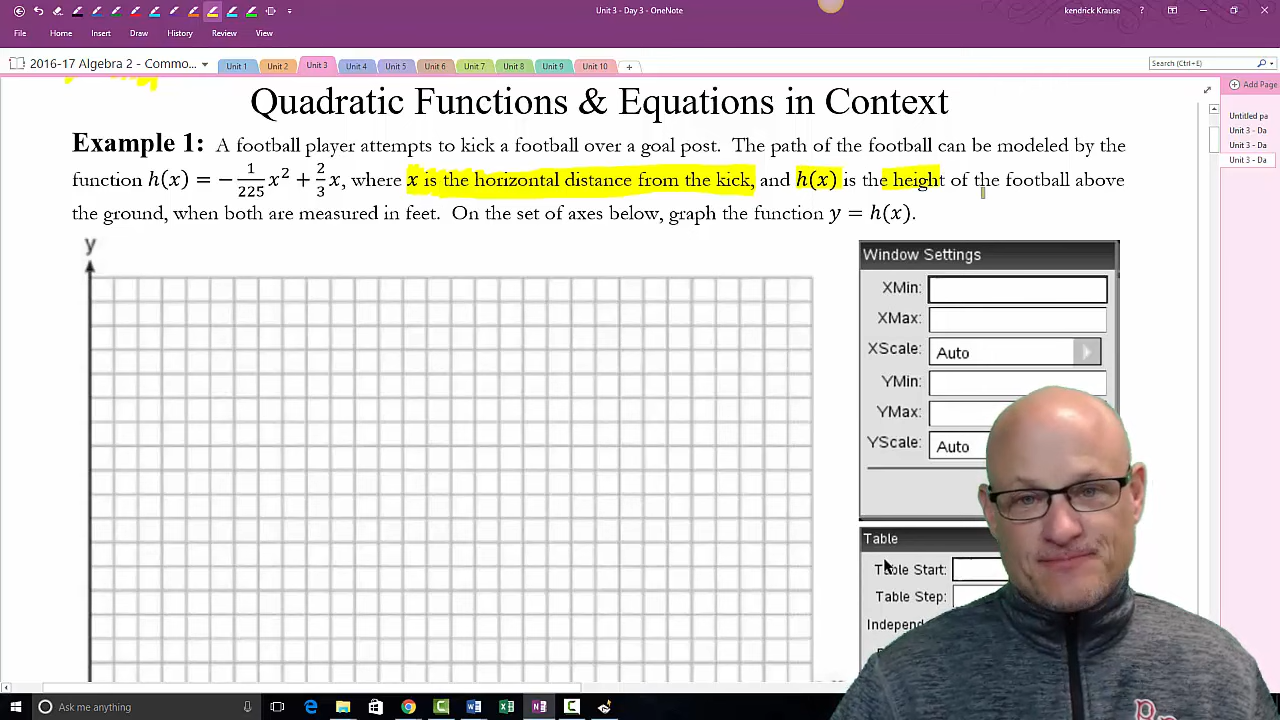 Unit 3 - Day 3 - OneNote
kendrick Krause
?
File Home Insert Draw History Review View
2016-17 Algebra 2 - Commo...
Unit 1 Unit 2 Unit 3 Unit 4 Unit 5 Unit 6 Unit 7 Unit 8 Unit 9 Unit 10
Search (Ctrl+E)
Add Page
Untitled pa
Unit 3 - Da
Unit 3 - Da
Unit 3 - Da
Quadratic Functions & Equations in Context
Example 1: A football player attempts to kick a football over a goal post. The path of the football can be modeled by the
function h(x) = −1/225 x² + 2/3 x, where x is the horizontal distance from the kick, and h(x) is the height of the football above
the ground, when both are measured in feet. On the set of axes below, graph the function y = h(x).
y
Window Settings
XMin:
XMax:
XScale: Auto
YMin:
YMax:
YScale: Auto
Table
Table Start:
Table Step:
Independ
Ask me anything